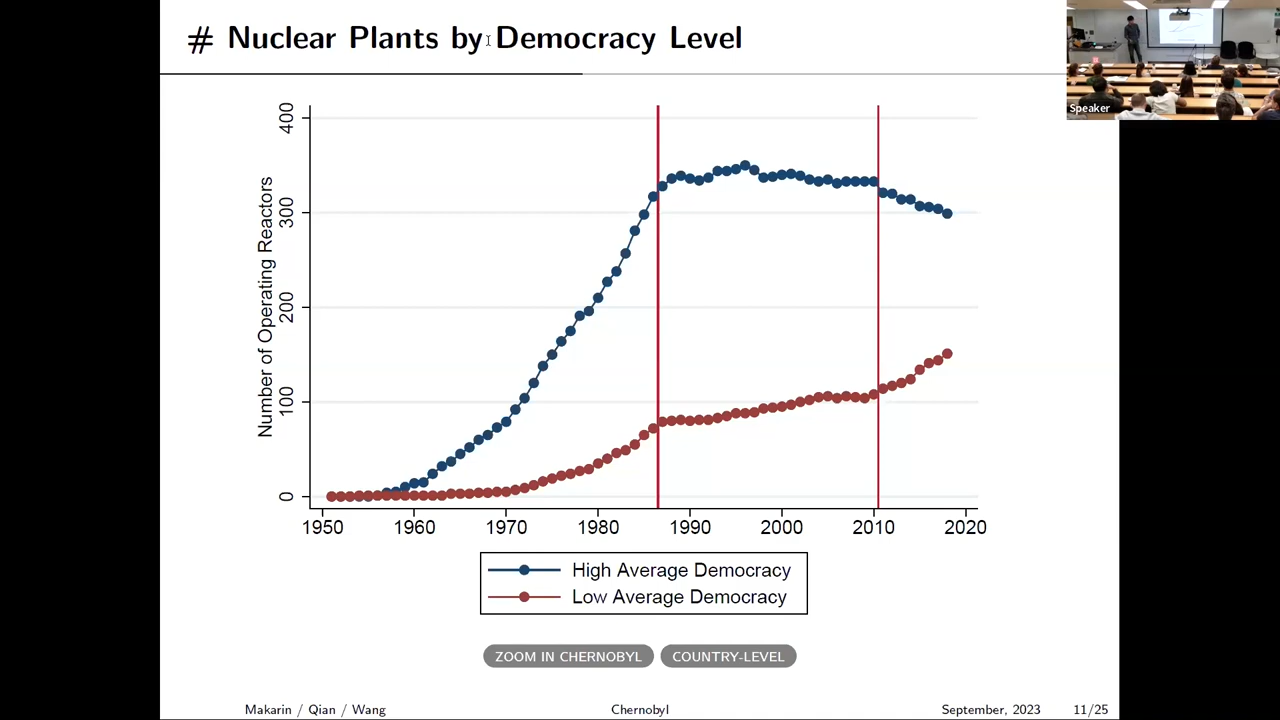 # Nuclear Plants by Democracy Level
Speaker
Number of Operating Reactors
400
300
200
100
0
1950 1960 1970 1980 1990 2000 2010 2020
High Average Democracy
Low Average Democracy
ZOOM IN CHERNOBYL COUNTRY-LEVEL
Makarin / Qian / Wang Chernobyl September, 2023 11/25